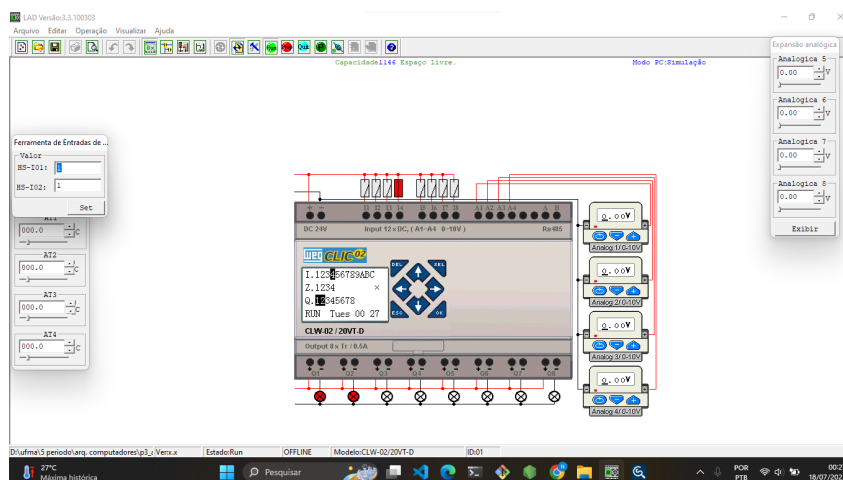 LAD Versão:3.3.100303
Arquivo Editar Operação Visualizar Ajuda
Capacidade1146 Espaço livre.
Modo PC:Simulação
Expansão analógica
Analogica 5
0.00 V
Analogica 6
0.00 V
Analogica 7
0.00 V
Analogica 8
0.00 V
Exibir
Ferramenta de Entradas de ...
Valor
HS-I01: 1
HS-I02: 1
Set
AT1
000.0 C
AT2
000.0 C
AT3
000.0 C
AT4
000.0 C
+ - I1 I2 I3 I4 I5 I6 I7 I8 A1 A2 A3 A4 A B
DC 24V Input 12×DC, (A1-A4 0-10V) Rs485
WEG CLIC 02
DEL SEL
I.123456789ABC
Z.1234 ×
Q.12345678
RUN Tues 00 27
ESC OK
CLW-02 / 20VT-D
Output 8× Tr / 0.5A
Q1 Q2 Q3 Q4 Q5 Q6 Q7 Q8
0.00V
Analog 1/ 0-10V
0.00V
Analog 2/ 0-10V
0.00V
Analog 3/ 0-10V
0.00V
Analog 4/ 0-10V
D:\ufma\5 periodo\arq. computadores\p3_ Ver:x.x Estado:Run OFFLINE Modelo:CLW-02/20VT-D ID:01
27°C
Máxima histórica
Pesquisar
POR
PTB
00:2
18/07/202